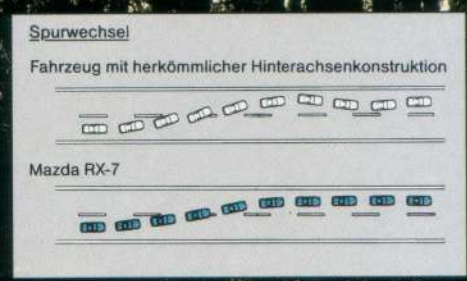 Spurwechsel
Fahrzeug mit herkömmlicher Hinterachsenkonstruktion
Mazda RX-7